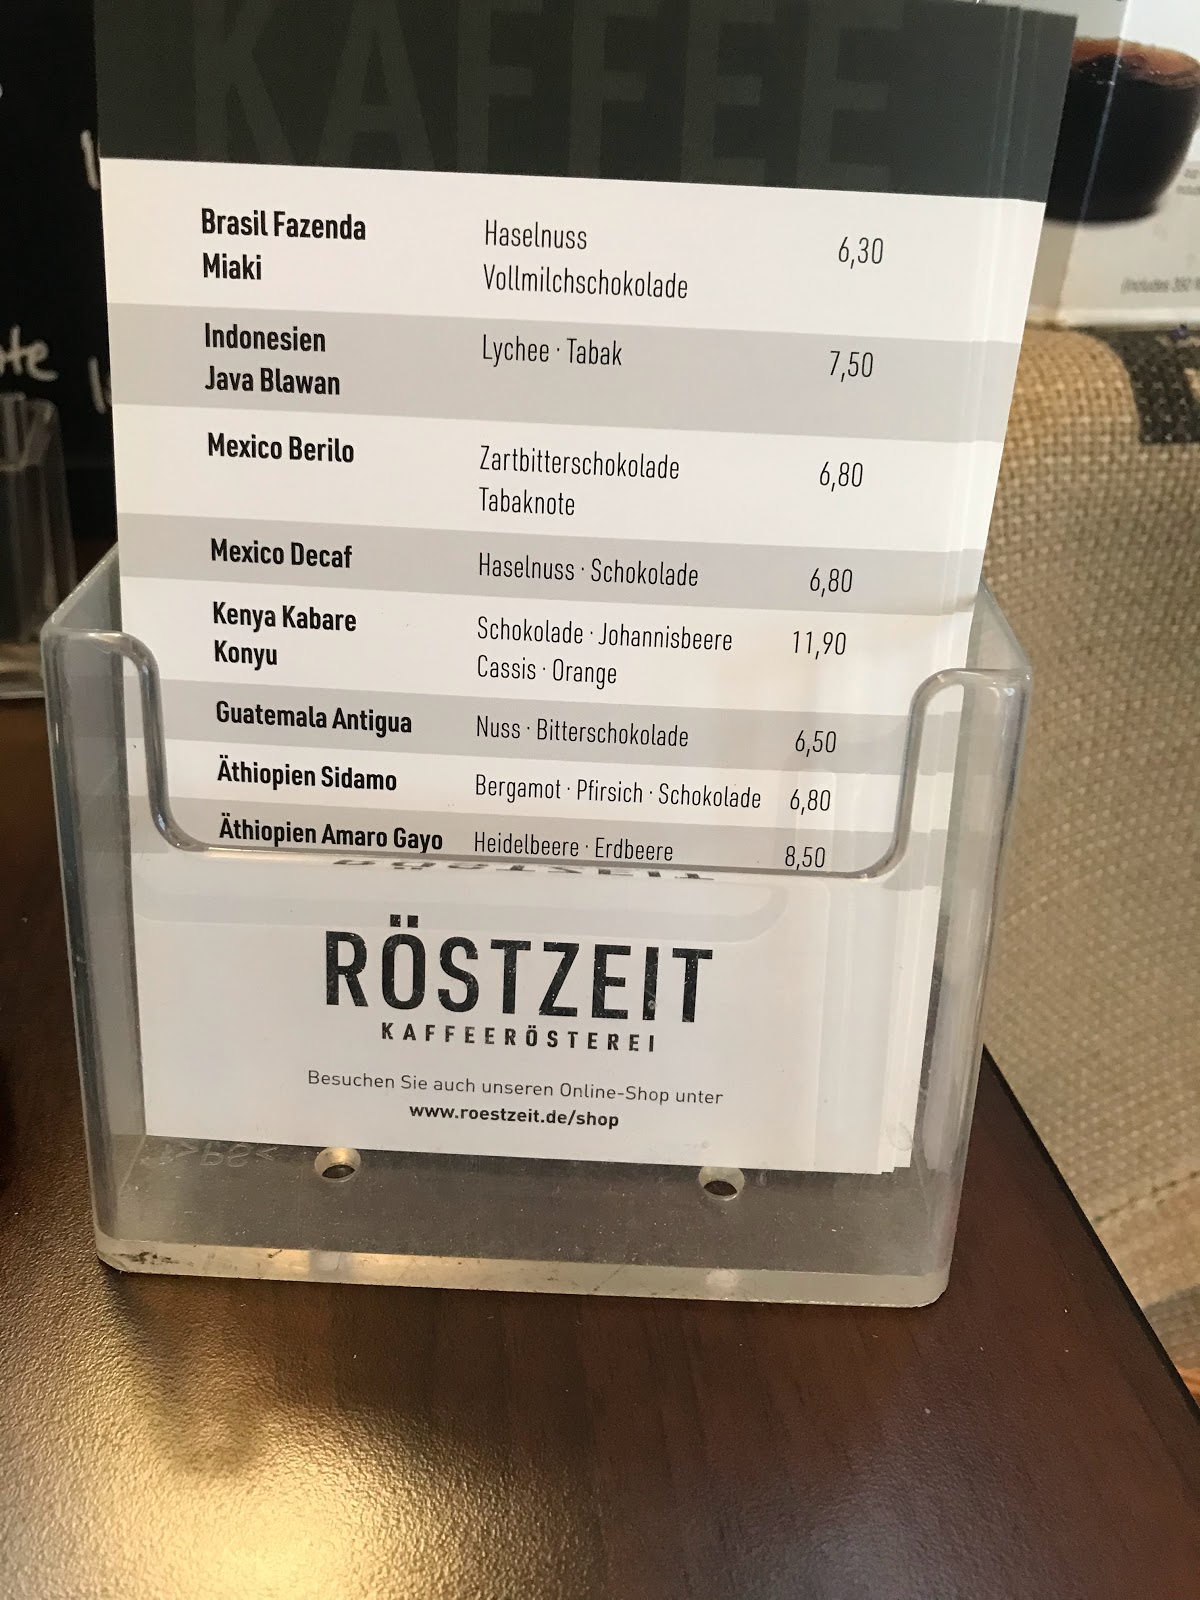 KAFFEE
Brasil Fazenda Miaki
Haselnuss
Vollmilchschokolade
6,30
Indonesien
Java Blawan
Lychee · Tabak
7,50
Mexico Berilo
Zartbitterschokolade
Tabaknote
6,80
Mexico Decaf
Haselnuss · Schokolade
6,80
Kenya Kabare
Konyu
Schokolade · Johannisbeere
Cassis · Orange
11,90
Guatemala Antigua
Nuss · Bitterschokolade
6,50
Äthiopien Sidamo
Bergamot · Pfirsich · Schokolade
6,80
Äthiopien Amaro Gayo
Heidelbeere · Erdbeere
8,50
RÖSTZEIT
KAFFEERÖSTEREI
Besuchen Sie auch unseren Online-Shop unter
www.roestzeit.de/shop